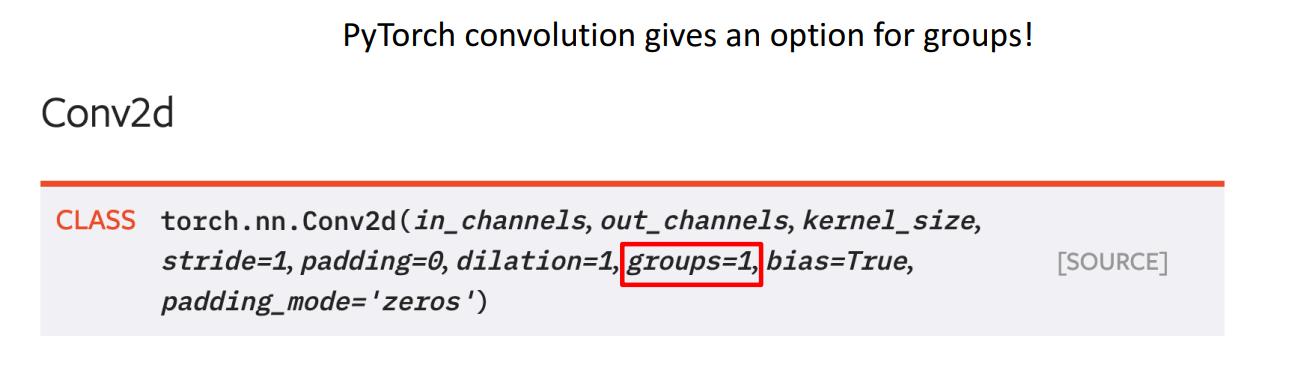 PyTorch convolution gives an option for groups!
Conv2d
CLASS torch.nn.Conv2d(in_channels, out_channels, kernel_size,
stride=1, padding=0, dilation=1, groups=1, bias=True, [SOURCE]
padding_mode='zeros')